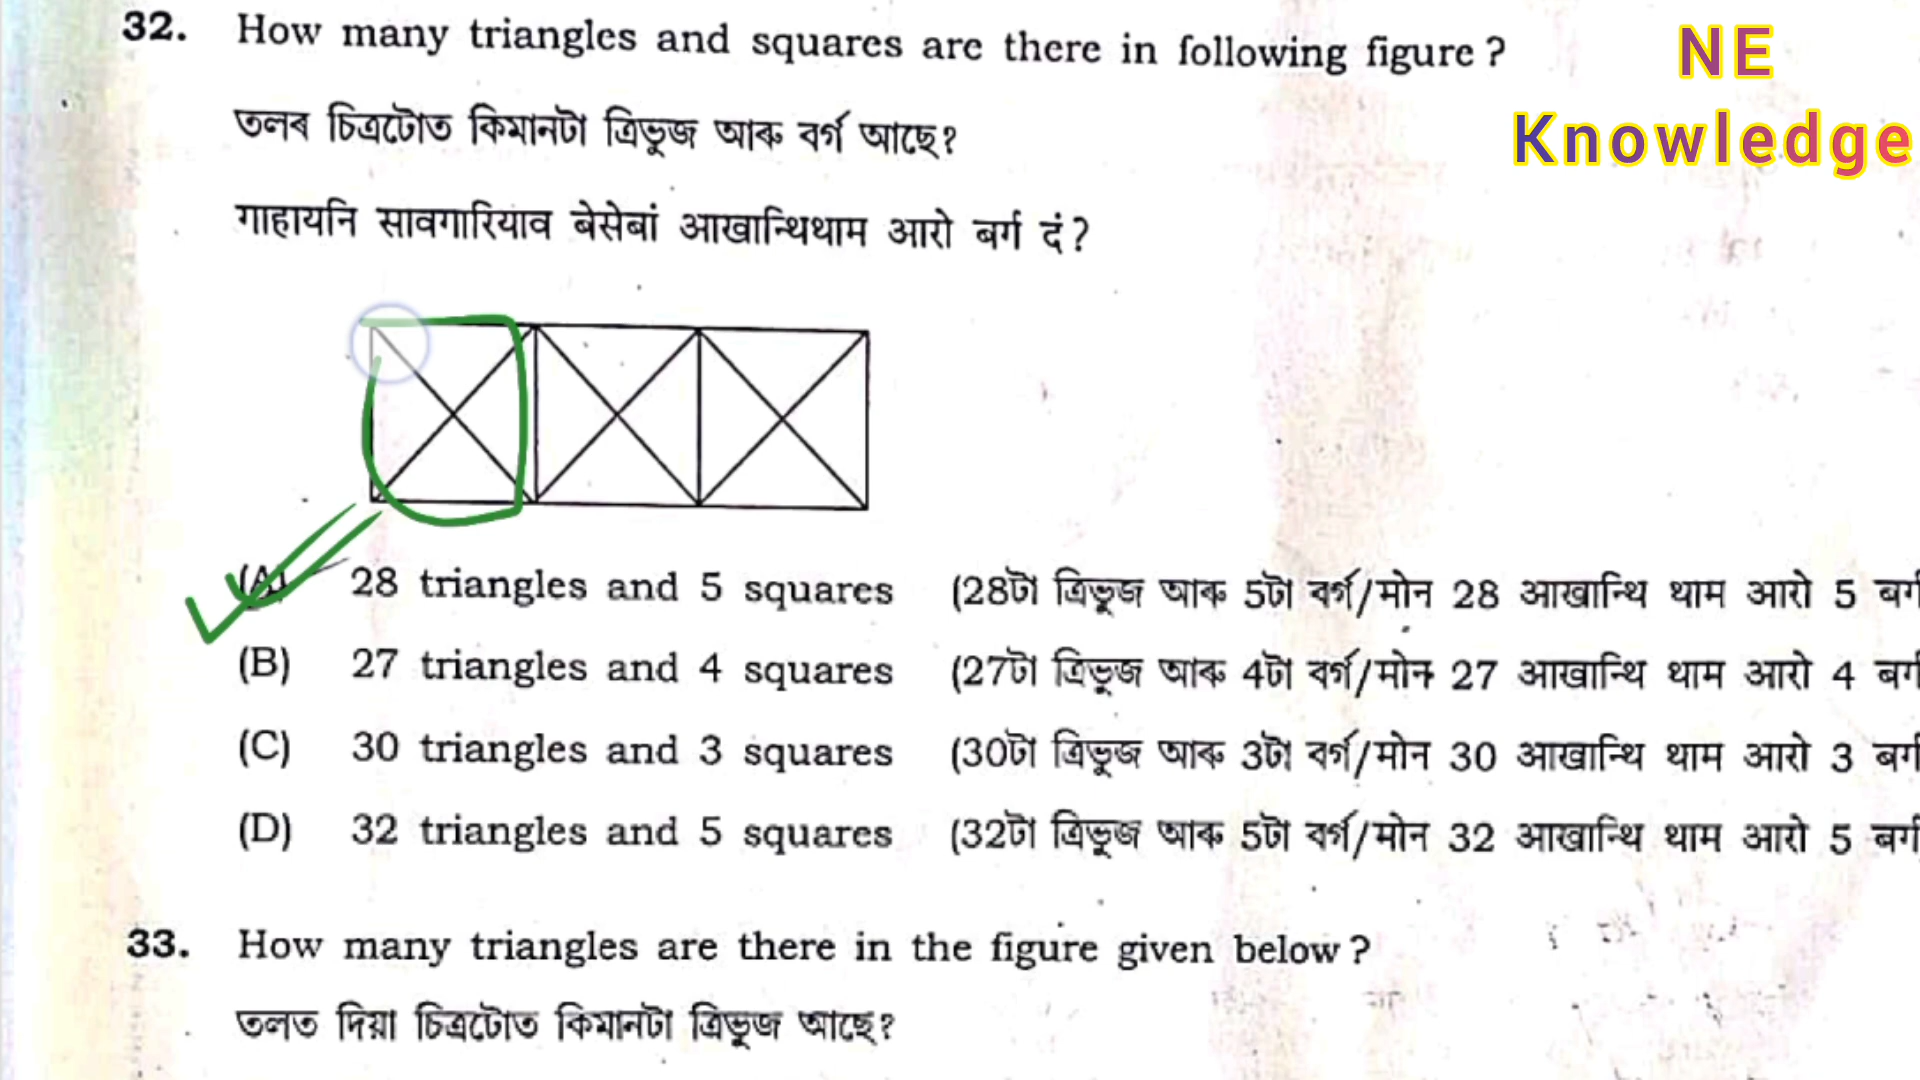 32. How many triangles and squares are there in following figure ?
NE
Knowledge
তলৰ চিত্ৰটোত কিমানটা ত্ৰিভুজ আৰু বৰ্গ আছে?
गाहायनि सावगारियाव बेसेबां आखान्थिथाम आरो बर्ग दं?
(A) 28 triangles and 5 squares (28টা ত্ৰিভুজ আৰু 5টা বৰ্গ/मोन 28 आखान्थि थाम आरो 5 बर्ग
(B) 27 triangles and 4 squares (27টা ত্ৰিভুজ আৰু 4টা বৰ্গ/मोन 27 आखान्थि थाम आरो 4 बर्ग
(C) 30 triangles and 3 squares (30টা ত্ৰিভুজ আৰু 3টা বৰ্গ/मोन 30 आखान्थि थाम आरो 3 बर्ग
(D) 32 triangles and 5 squares (32টা ত্ৰিভুজ আৰু 5টা বৰ্গ/मोन 32 आखान्थि थाम आरो 5 बर्ग
33. How many triangles are there in the figure given below ?
তলত দিয়া চিত্ৰটোত কিমানটা ত্ৰিভুজ আছে?